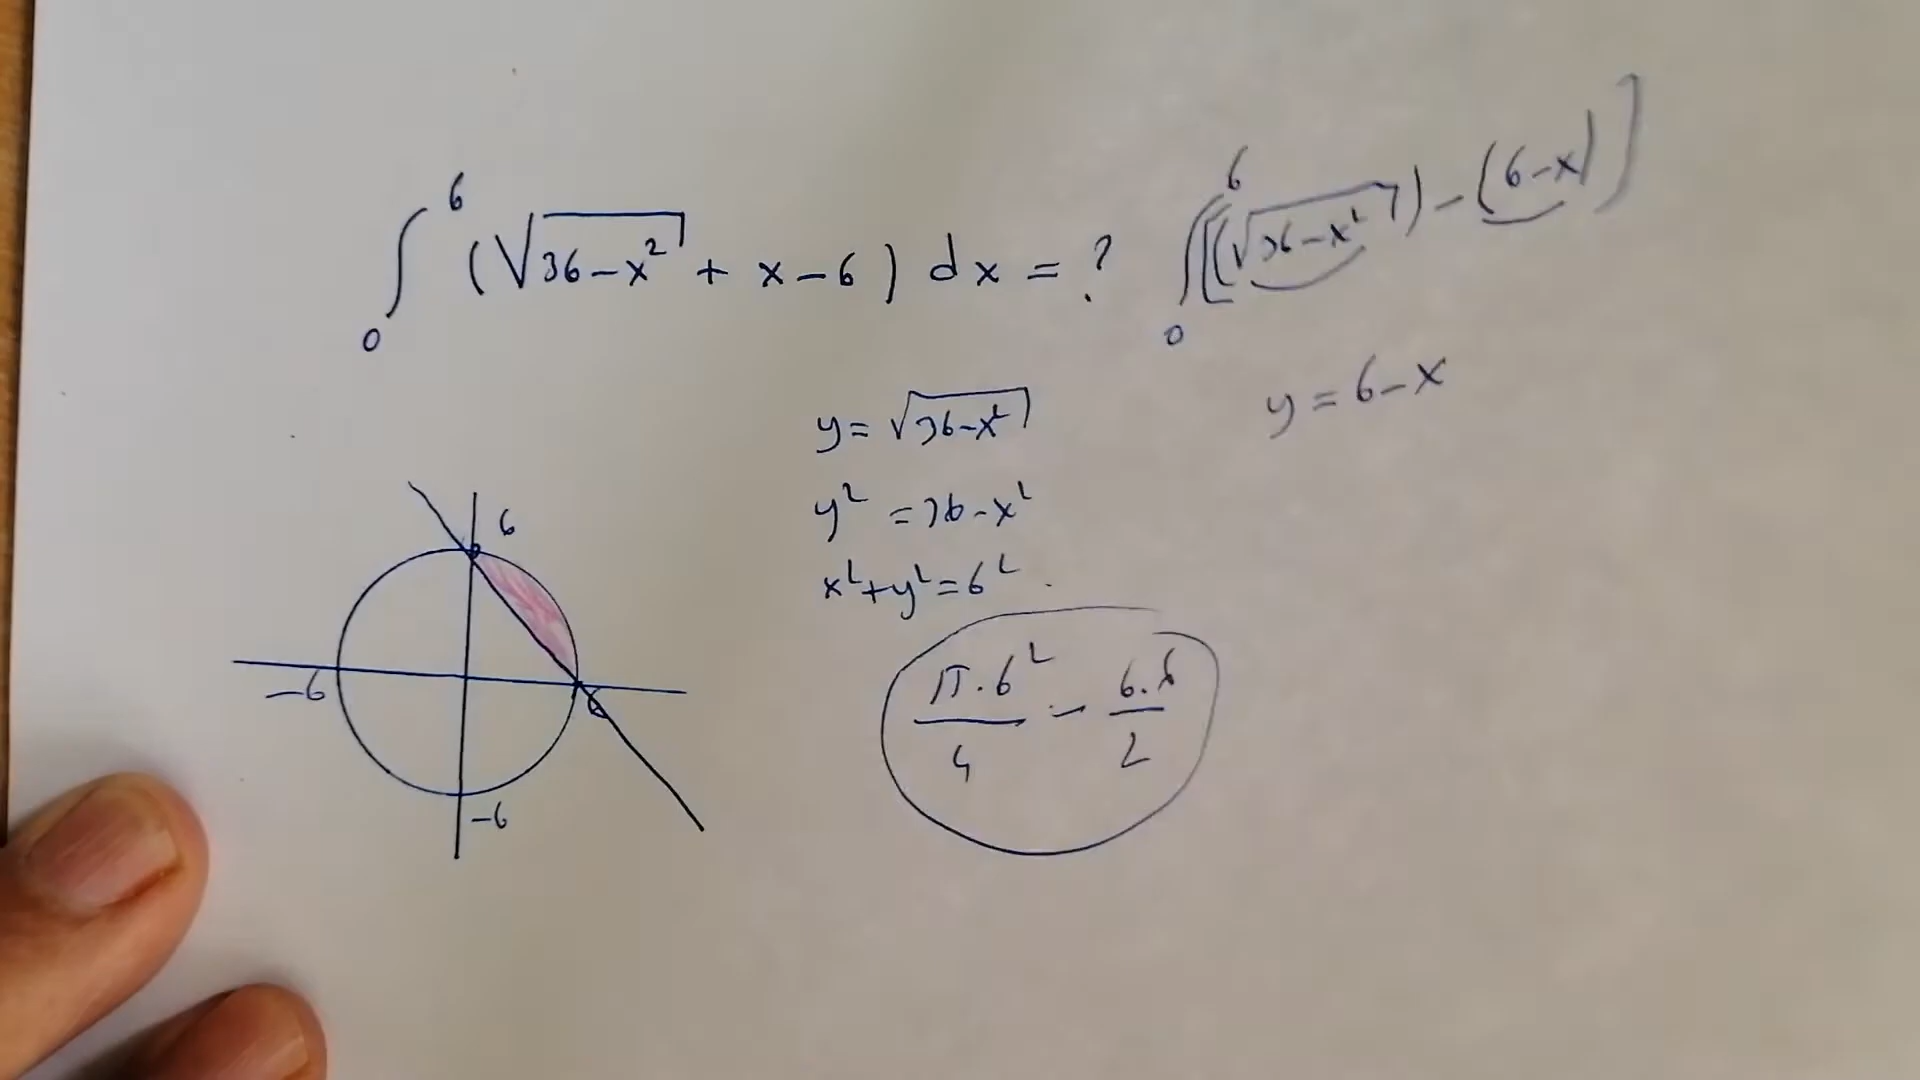 ∫₀⁶ (√36-x² + x-6) dx = ?
∫₀⁶ [(√36-x²) - (6-x)]
y = √36-x²
y = 6-x
y² = 36-x²
x²+y²=6²
π·6²/4 - 6·6/2
6
-6
6
-6